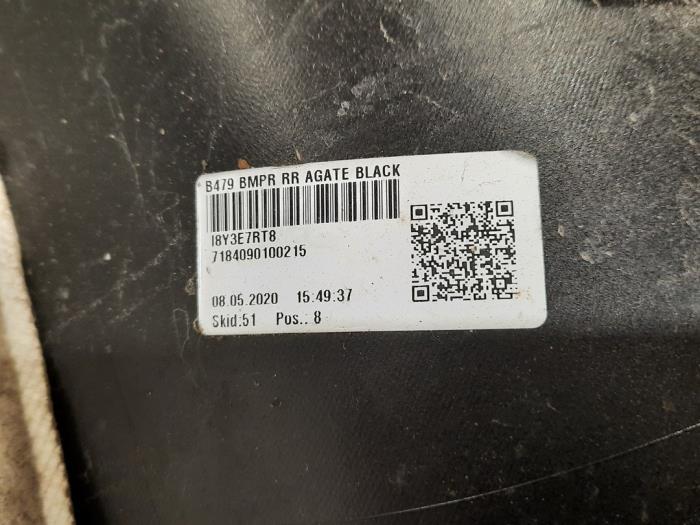 B479 BMPR RR AGATE BLACK
I8Y3E7RT8
7184090100215
08.05.2020 15:49:37
Skid:51 Pos.: 8